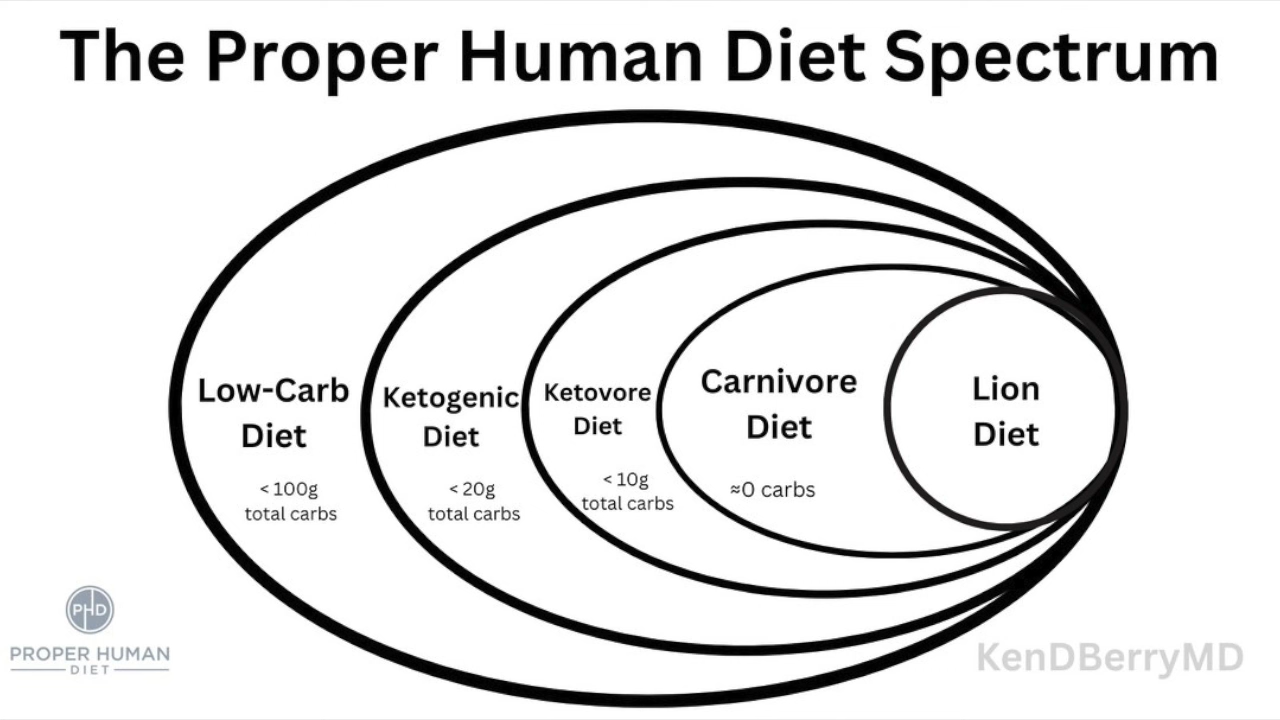 The Proper Human Diet Spectrum
Low-Carb
Diet
< 100g
total carbs
Ketogenic
Diet
< 20g
total carbs
Ketovore
Diet
< 10g
total carbs
Carnivore
Diet
≈0 carbs
Lion
Diet
PHD
PROPER HUMAN
DIET
KenDBerryMD